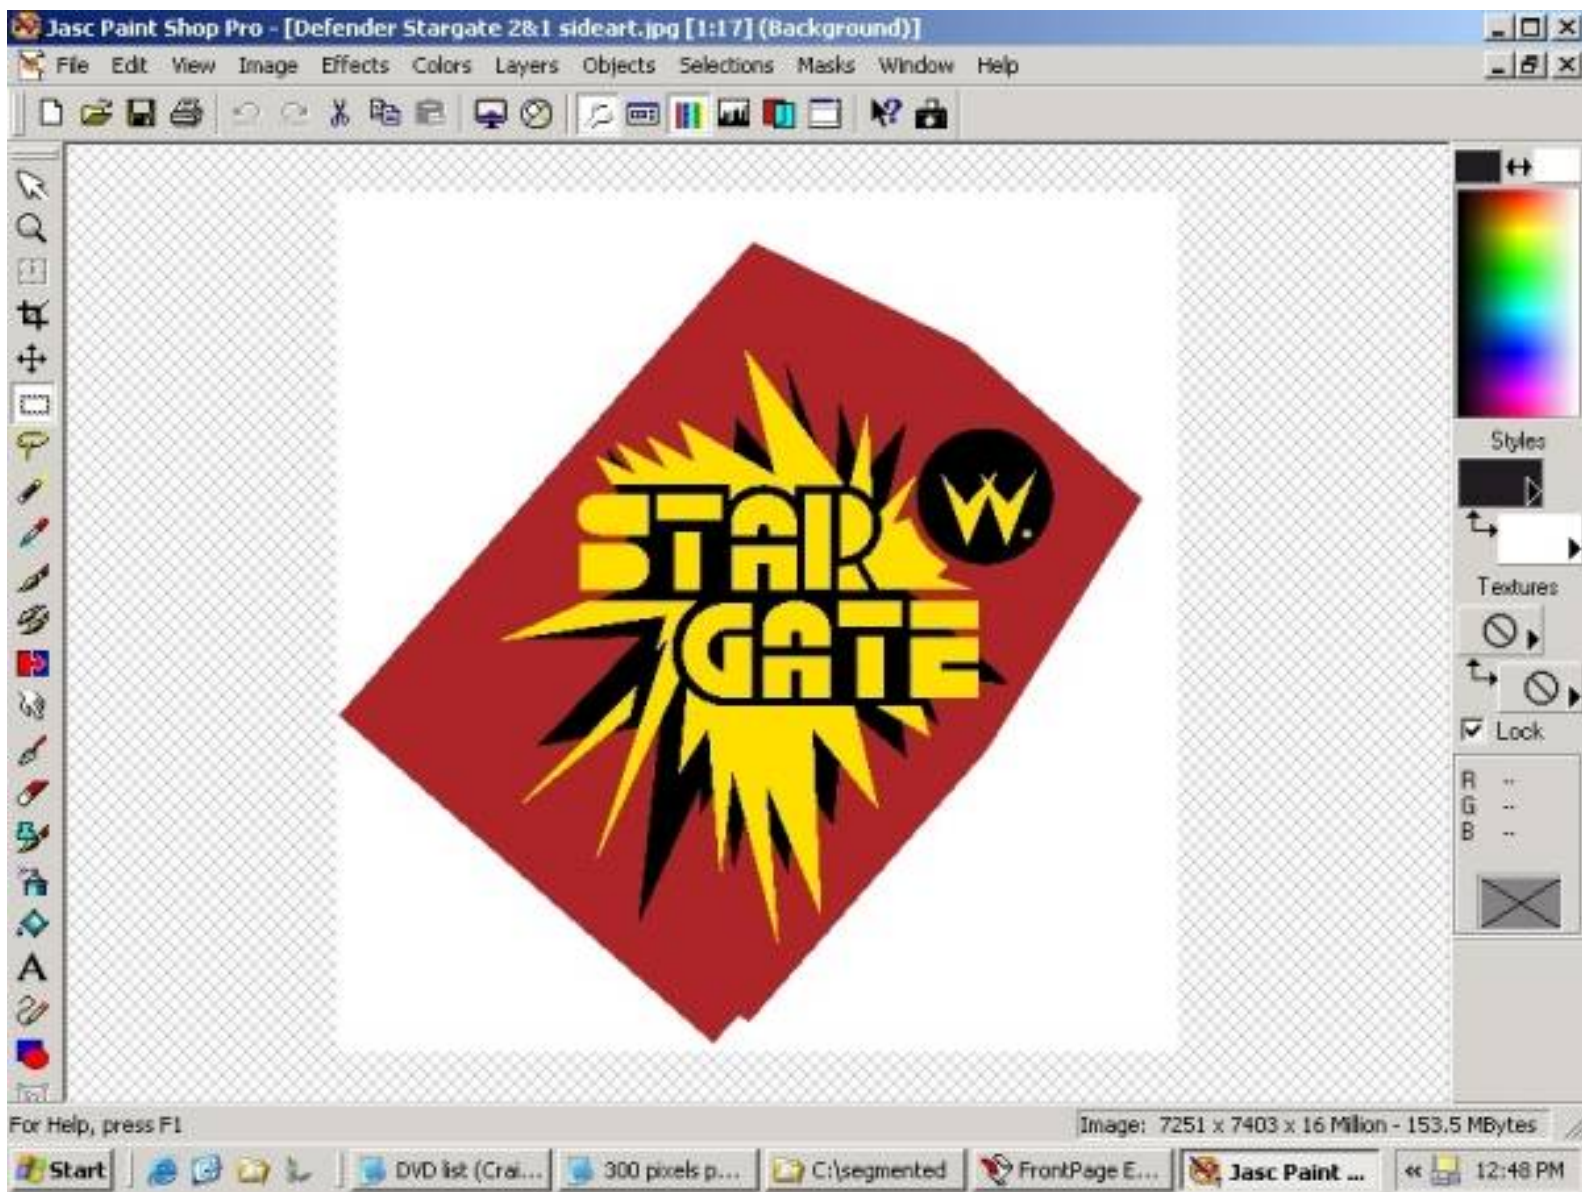 Jasc Paint Shop Pro - [Defender Stargate 2&1 sideart.jpg [1:17] (Background)]
File Edit View Image Effects Colors Layers Objects Selections Masks Window Help
STAR
GATE
W.
Styles
Textures
Lock
R --
G --
B --
For Help, press F1
Image: 7251 x 7403 x 16 Million - 153.5 MBytes
Start DVD list (Crai... 300 pixels p... C:\segmented FrontPage E... Jasc Paint ... « 12:48 PM